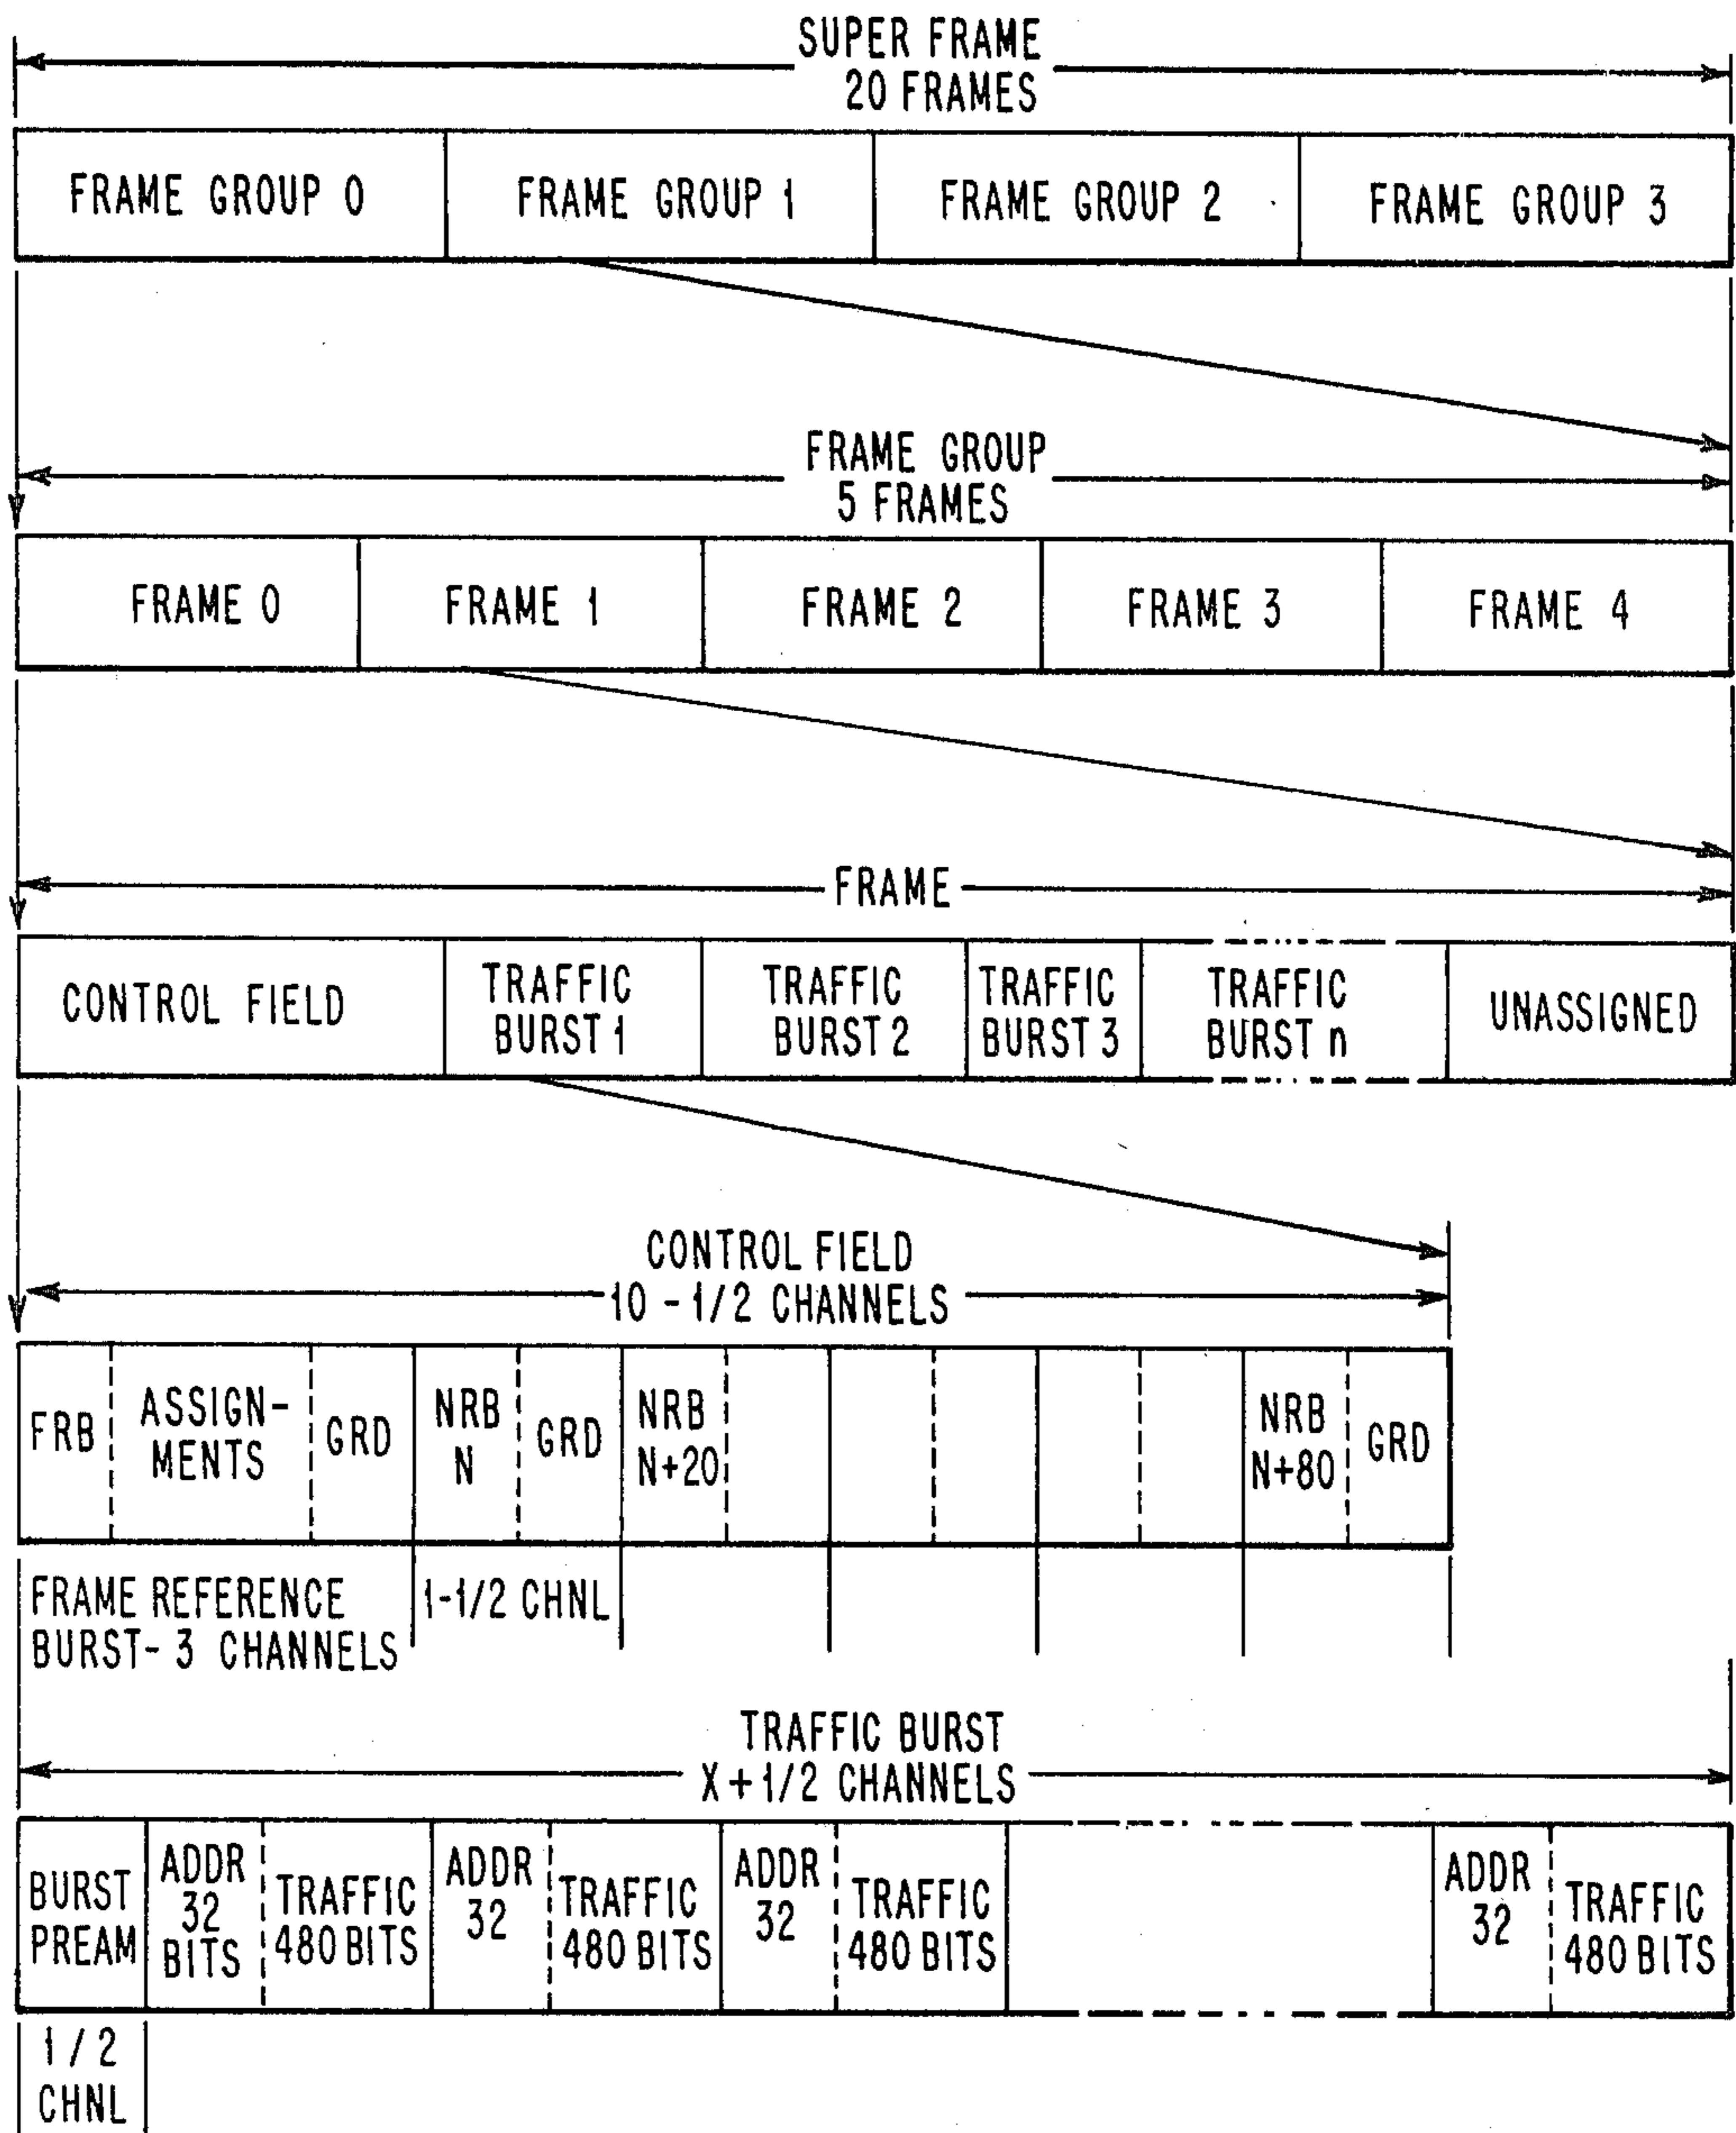 SUPER FRAME
20 FRAMES
FRAME GROUP 0
FRAME GROUP 1
FRAME GROUP 2
FRAME GROUP 3
FRAME GROUP
5 FRAMES
FRAME 0
FRAME 1
FRAME 2
FRAME 3
FRAME 4
FRAME
CONTROL FIELD
TRAFFIC
BURST 1
TRAFFIC
BURST 2
TRAFFIC
BURST 3
TRAFFIC
BURST n
UNASSIGNED
CONTROL FIELD
10 - 1/2 CHANNELS
FRB
ASSIGN-
MENTS
GRD
NRB
N
GRD
NRB
N+20
NRB
N+80
GRD
FRAME REFERENCE
BURST- 3 CHANNELS
1-1/2 CHNL
TRAFFIC BURST
X + 1/2 CHANNELS
BURST
PREAM
ADDR
32
BITS
TRAFFIC
480 BITS
ADDR
32
TRAFFIC
480 BITS
ADDR
32
TRAFFIC
480 BITS
ADDR
32
TRAFFIC
480 BITS
1/2
CHNL